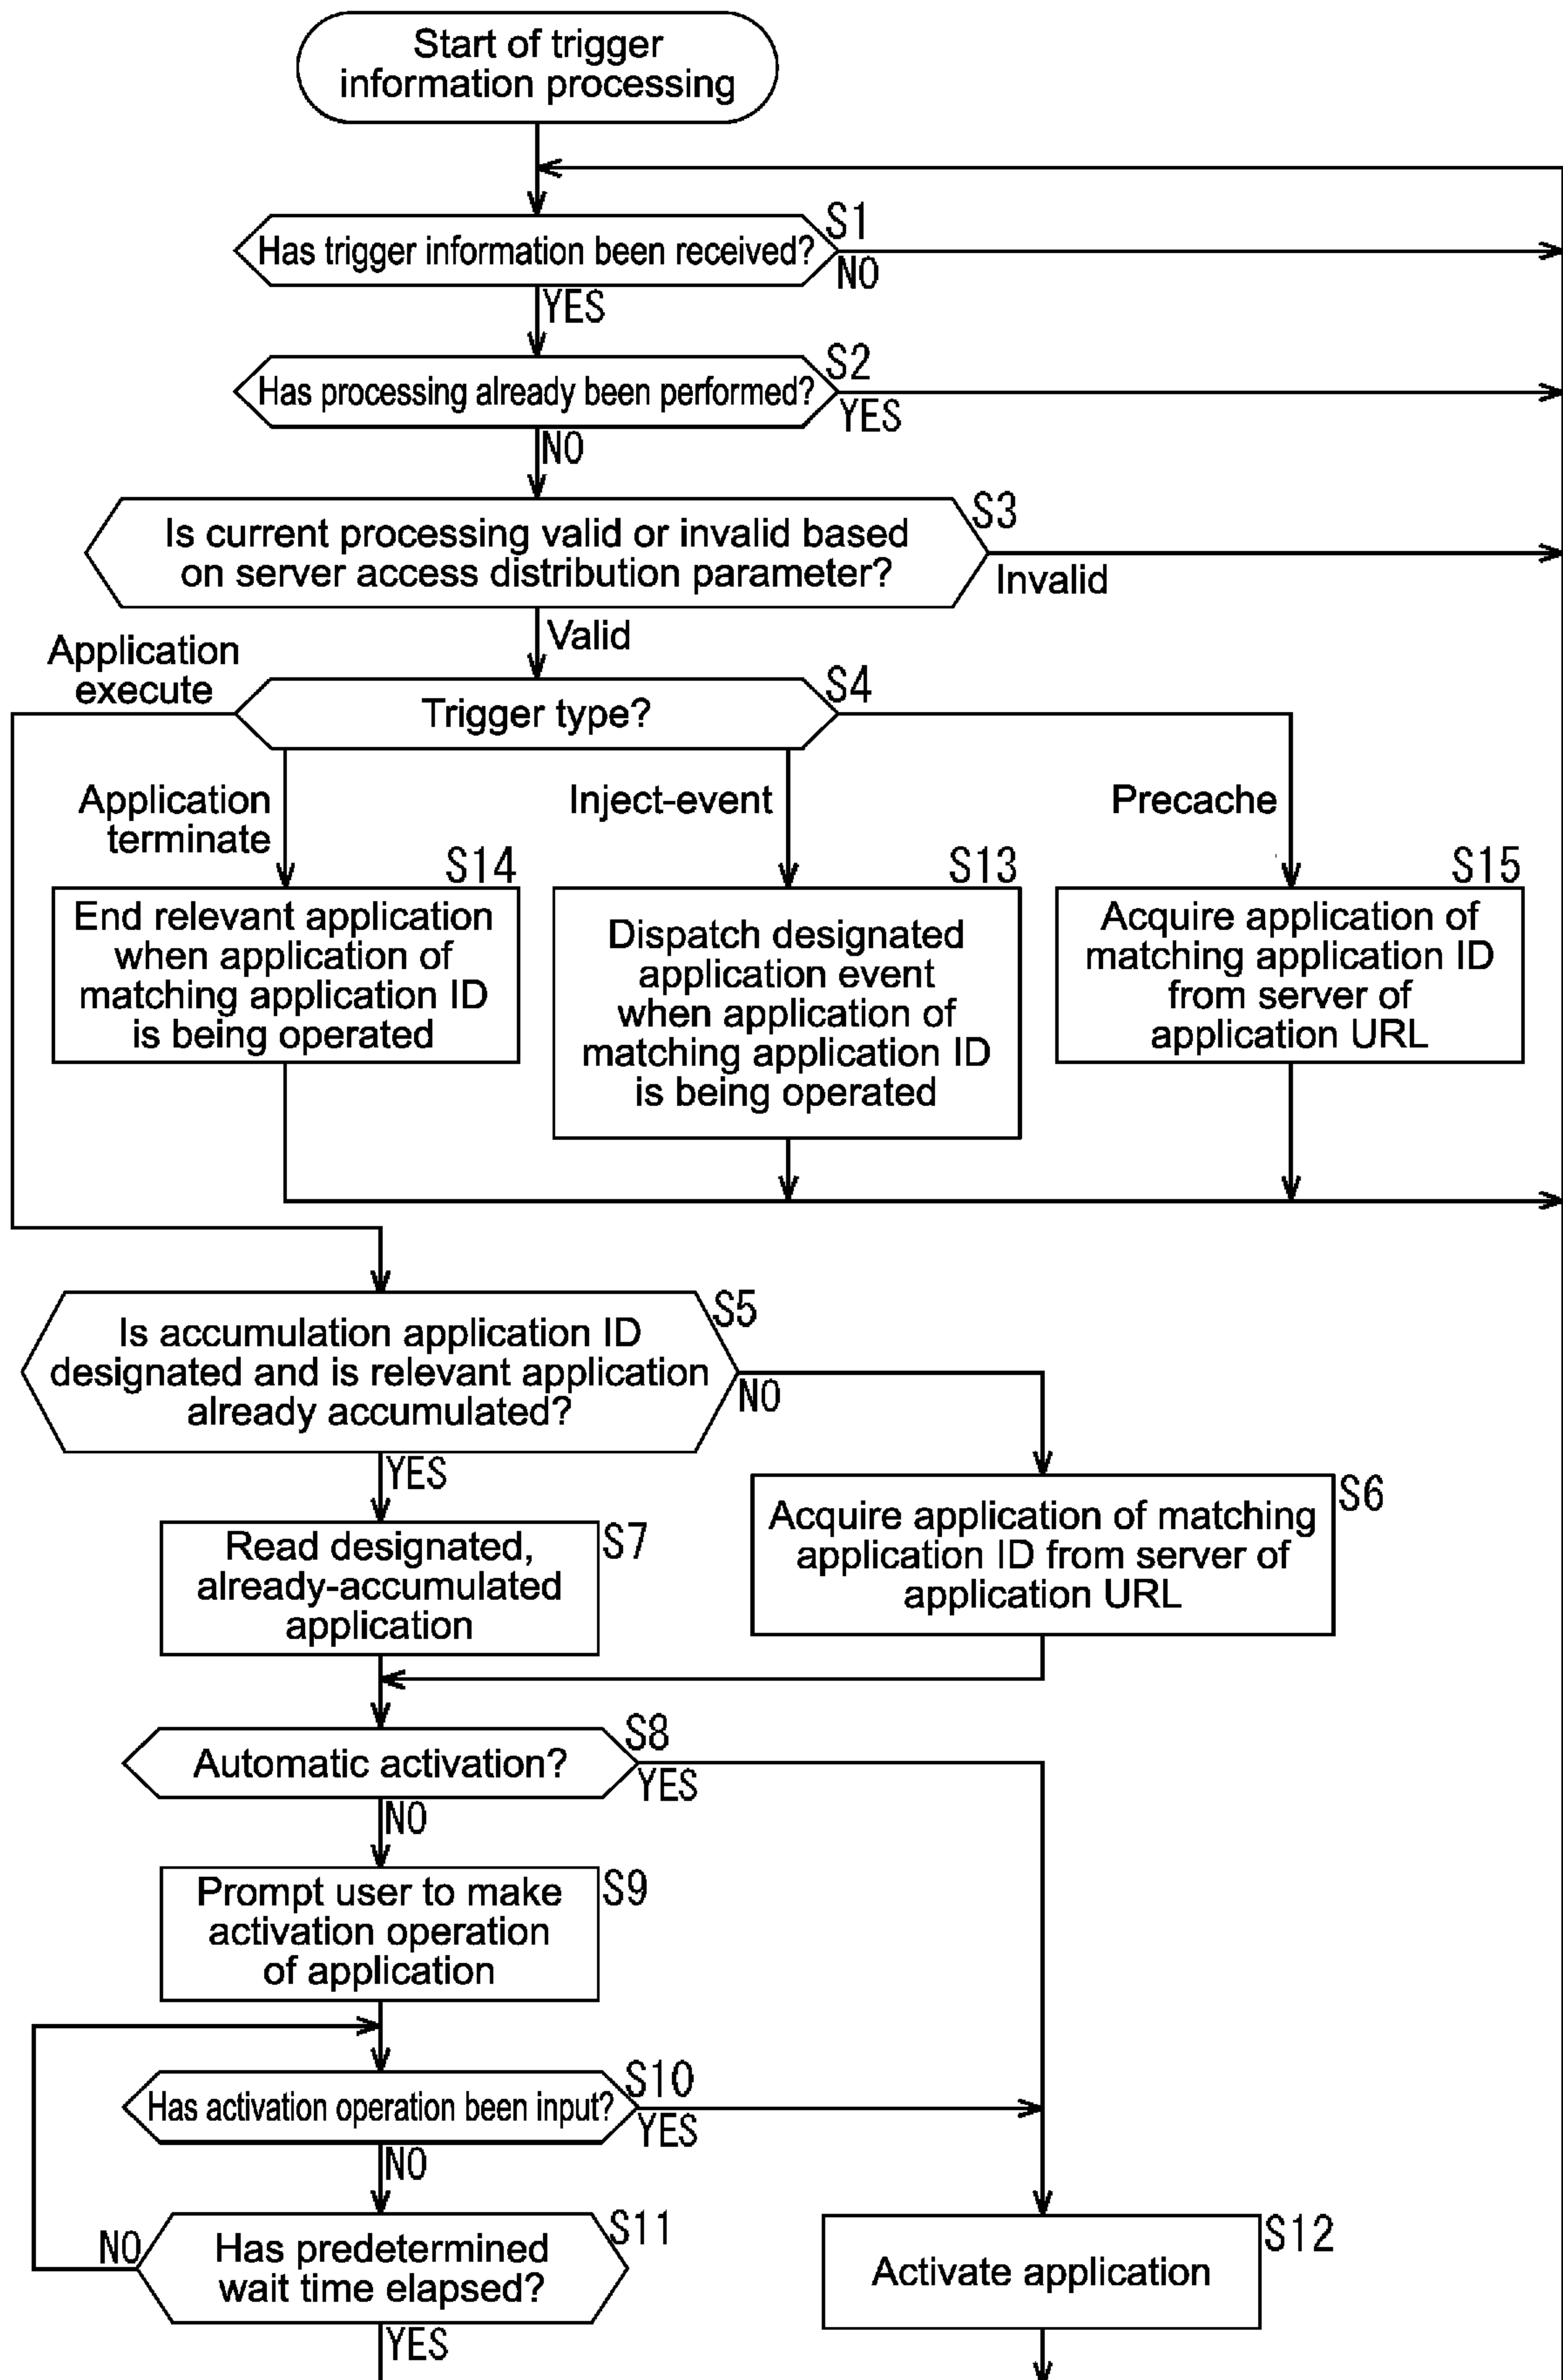 Start of trigger
information processing
S1
Has trigger information been received?
NO
YES
S2
Has processing already been performed?
YES
NO
S3
Is current processing valid or invalid based
on server access distribution parameter?
Invalid
Valid
Application
execute
S4
Trigger type?
Application
terminate
Inject-event
Precache
S14
End relevant application
when application of
matching application ID
is being operated
S13
Dispatch designated
application event
when application of
matching application ID
is being operated
S15
Acquire application of
matching application ID
from server of
application URL
S5
Is accumulation application ID
designated and is relevant application
already accumulated?
NO
YES
S7
Read designated,
already-accumulated
application
S6
Acquire application of matching
application ID from server of
application URL
S8
Automatic activation?
YES
NO
S9
Prompt user to make
activation operation
of application
S10
Has activation operation been input?
YES
NO
S11
NO
Has predetermined
wait time elapsed?
YES
S12
Activate application